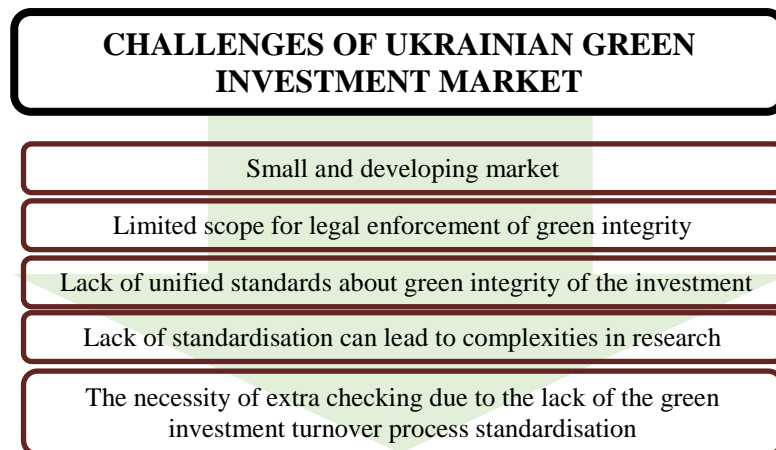 CHALLENGES OF UKRAINIAN GREEN
INVESTMENT MARKET
Small and developing market
Limited scope for legal enforcement of green integrity
Lack of unified standards about green integrity of the investment
Lack of standardisation can lead to complexities in research
The necessity of extra checking due to the lack of the green
investment turnover process standardisation